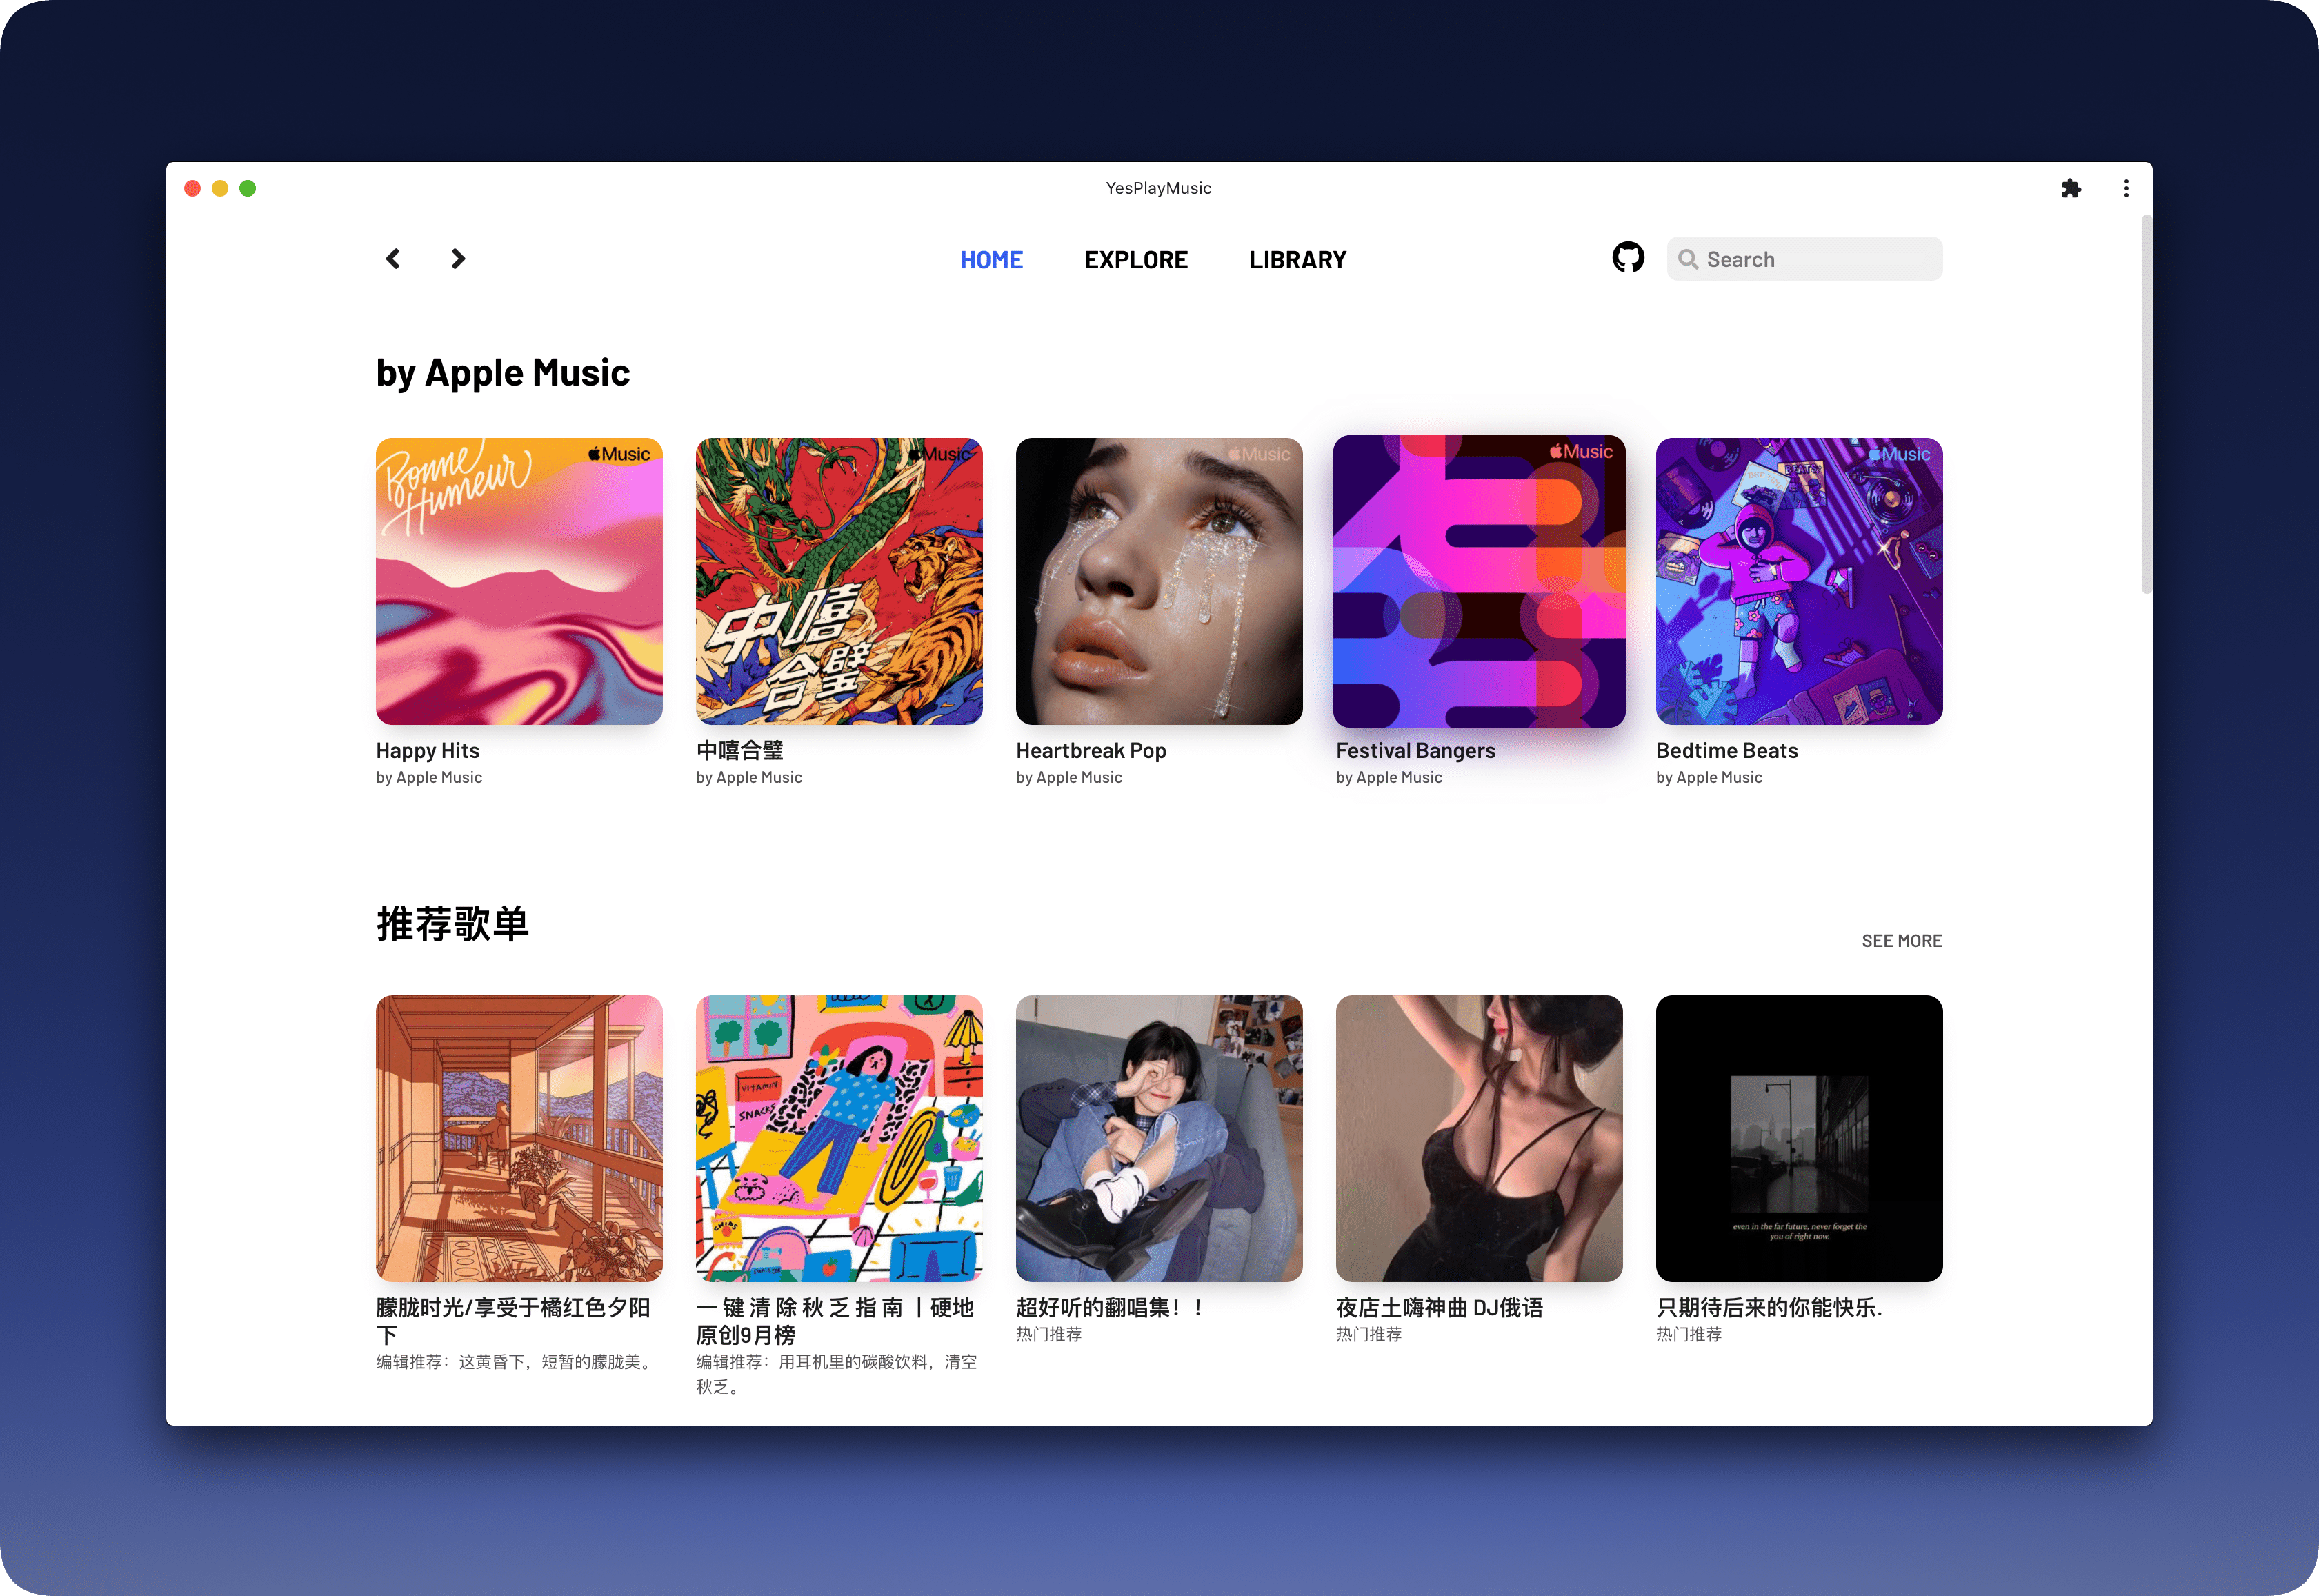 YesPlayMusic
HOME
EXPLORE
LIBRARY
Search
by Apple Music
Bonne
Humeur
Music
Music
中嘻
合璧
Music
Music
Music
Happy Hits
by Apple Music
中嘻合璧
by Apple Music
Heartbreak Pop
by Apple Music
Festival Bangers
by Apple Music
Bedtime Beats
by Apple Music
推荐歌单
SEE MORE
VITAMIN
SNACKS
CHIPS
even in the far future, never forget the
you of right now.
朦胧时光/享受于橘红色夕阳
下
编辑推荐：这黄昏下，短暂的朦胧美。
一 键 清 除 秋 乏 指 南 丨硬地
原创9月榜
编辑推荐：用耳机里的碳酸饮料，清空
秋乏。
超好听的翻唱集！！
热门推荐
夜店土嗨神曲 DJ俄语
热门推荐
只期待后来的你能快乐.
热门推荐